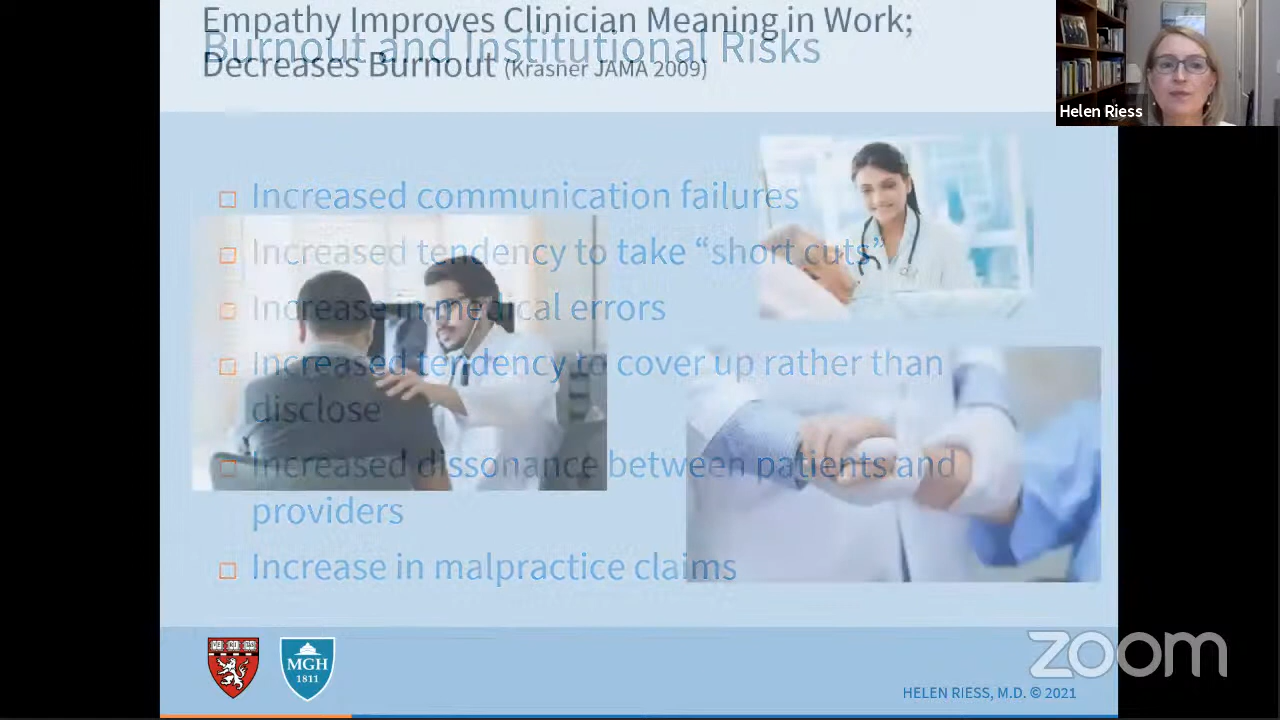 Empathy Improves Clinician Meaning in Work;
Burnout and Institutional Risks
Decreases Burnout (Krasner JAMA 2009)
Helen Riess
Increased communication failures
Increased tendency to take “short cuts”
Increase in medical errors
Increased tendency to cover up rather than
disclose
Increased dissonance between patients and
providers
Increase in malpractice claims
MGH
1811
zoom
HELEN RIESS, M.D. © 2021